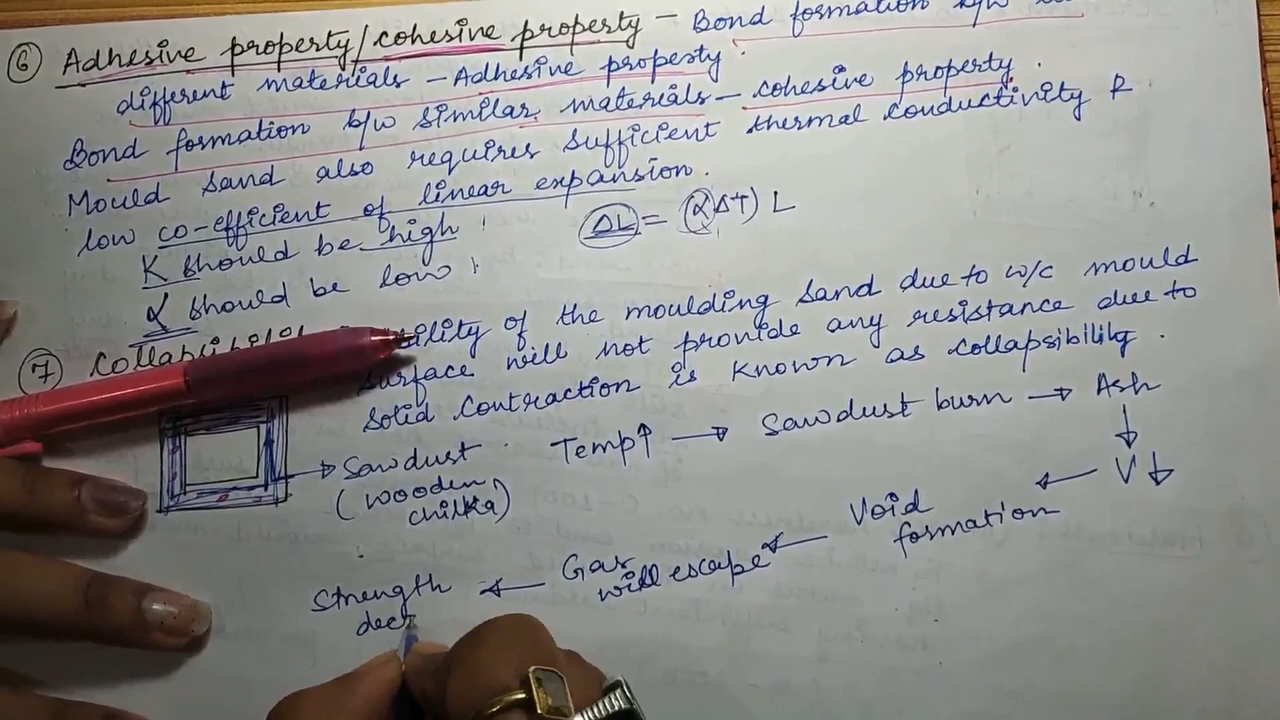 ⑥ Adhesive property/cohesive property - Bond formation b/w
different materials - Adhesive property.
Bond formation b/w similar materials - cohesive property.
Mould sand also requires sufficient thermal conductivity &
low co-efficient of linear expansion.
K should be high
ΔL = (αΔT) L
α should be low
⑦ of the moulding sand due to w/c mould
surface will not provide any resistance due to
solid contraction is known as collapsibility.
Sawdust
(wooden
chilka)
Temp↑ → Sawdust burn → Ash
↓
V↓
←
Void
formation
←
Gas
will escape
←
Strength
decr